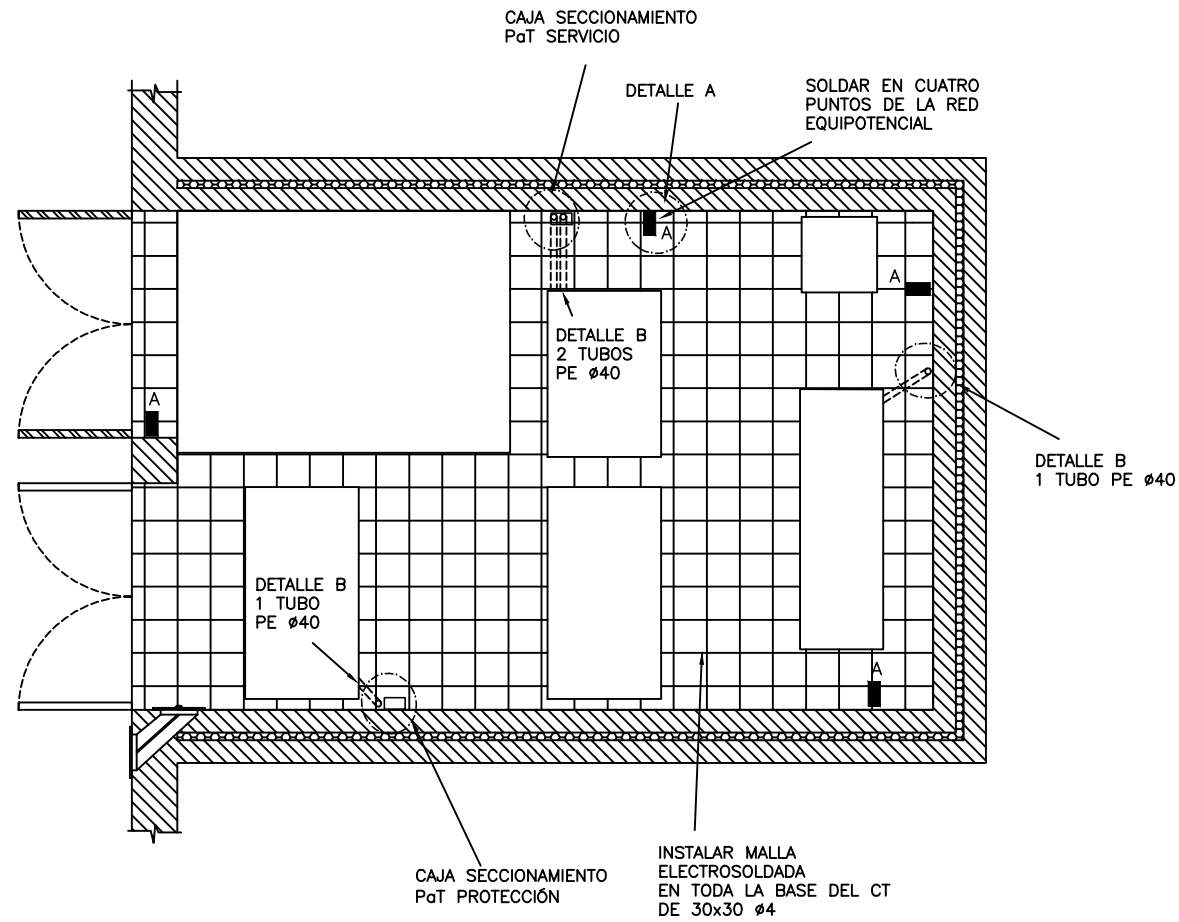 CAJA SECCIONAMIENTO
PaT SERVICIO
DETALLE A
SOLDAR EN CUATRO
PUNTOS DE LA RED
EQUIPOTENCIAL
A
A
DETALLE B
2 TUBOS
PE ø40
A
DETALLE B
1 TUBO PE ø40
DETALLE B
1 TUBO
PE ø40
A
CAJA SECCIONAMIENTO
PaT PROTECCIÓN
INSTALAR MALLA
ELECTROSOLDADA
EN TODA LA BASE DEL CT
DE 30x30 ø4